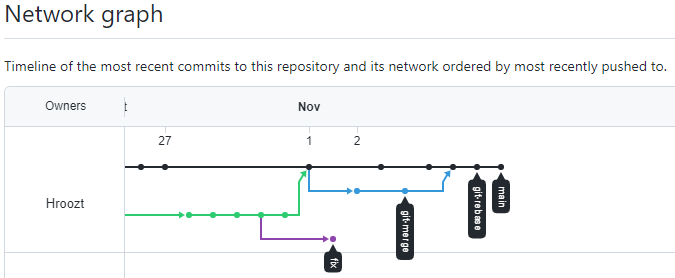 Network graph
Timeline of the most recent commits to this repository and its network ordered by most recently pushed to.
Owners
t
Nov
27
1
2
Hroozt
git-merge
git-rebase
main
fix